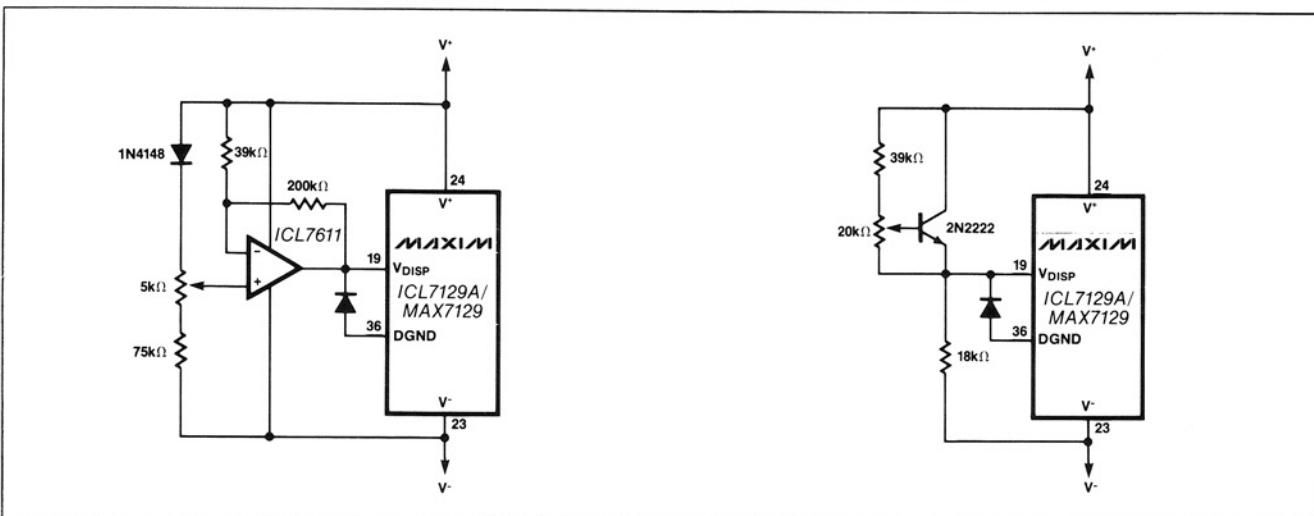 V+
1N4148
39kΩ
24
200kΩ
V+
ICL7611
MAXIM
−
+
19
VDISP
5kΩ
ICL7129A/
MAX7129
36
DGND
75kΩ
V−
23
V−
V+
39kΩ
24
V+
20kΩ
2N2222
MAXIM
19
VDISP
ICL7129A/
MAX7129
36
DGND
18kΩ
V−
23
V−